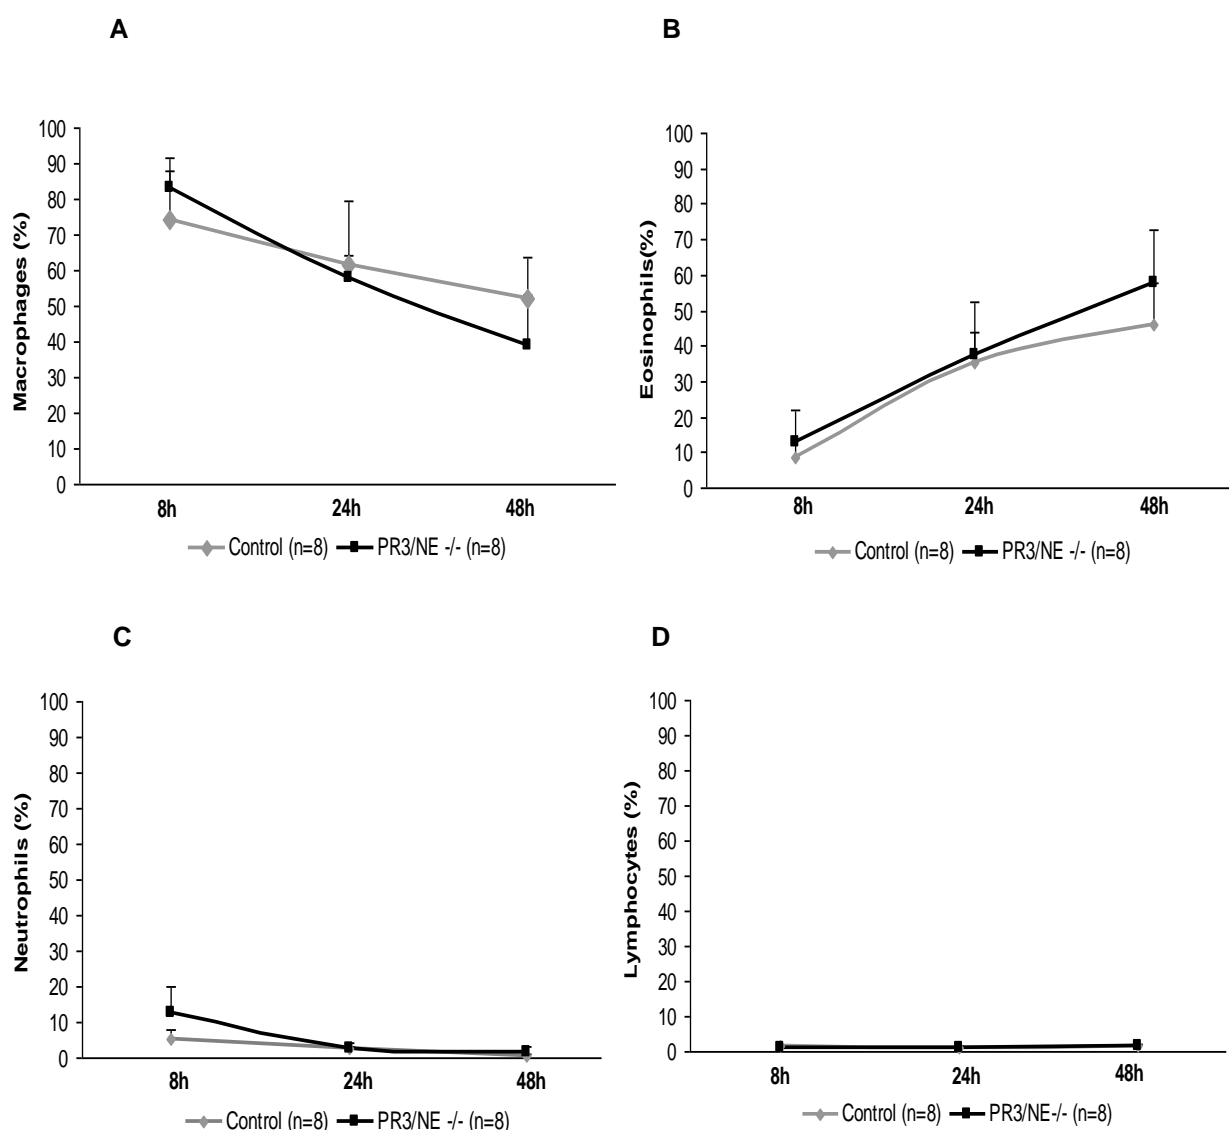 A
Macrophages (%)
100
90
80
70
60
50
40
30
20
10
0
8h 24h 48h
Control (n=8) PR3/NE -/- (n=8)
B
Eosinophils(%)
100
90
80
70
60
50
40
30
20
10
0
8h 24h 48h
Control (n=8) PR3/NE -/- (n=8)
C
Neutrophils (%)
100
90
80
70
60
50
40
30
20
10
0
8h 24h 48h
Control (n=8) PR3/NE -/- (n=8)
D
Lymphocytes (%)
100
90
80
70
60
50
40
30
20
10
0
8h 24h 48h
Control (n=8) PR3/NE-/- (n=8)